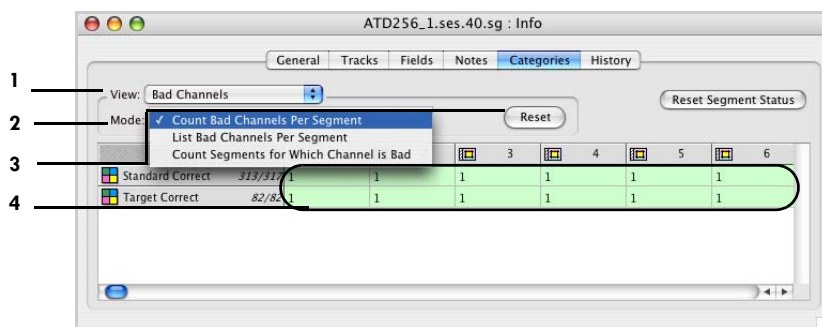 ATD256_1.ses.40.sg : Info
General Tracks Fields Notes Categories History
1
View: Bad Channels
Reset Segment Status
2
Mode: ✓ Count Bad Channels Per Segment
Reset
List Bad Channels Per Segment
3
Count Segments for Which Channel is Bad
3 4 5 6
Standard Correct 313/317 1 1 1 1 1 1
Target Correct 82/82 1 1 1 1 1 1
4